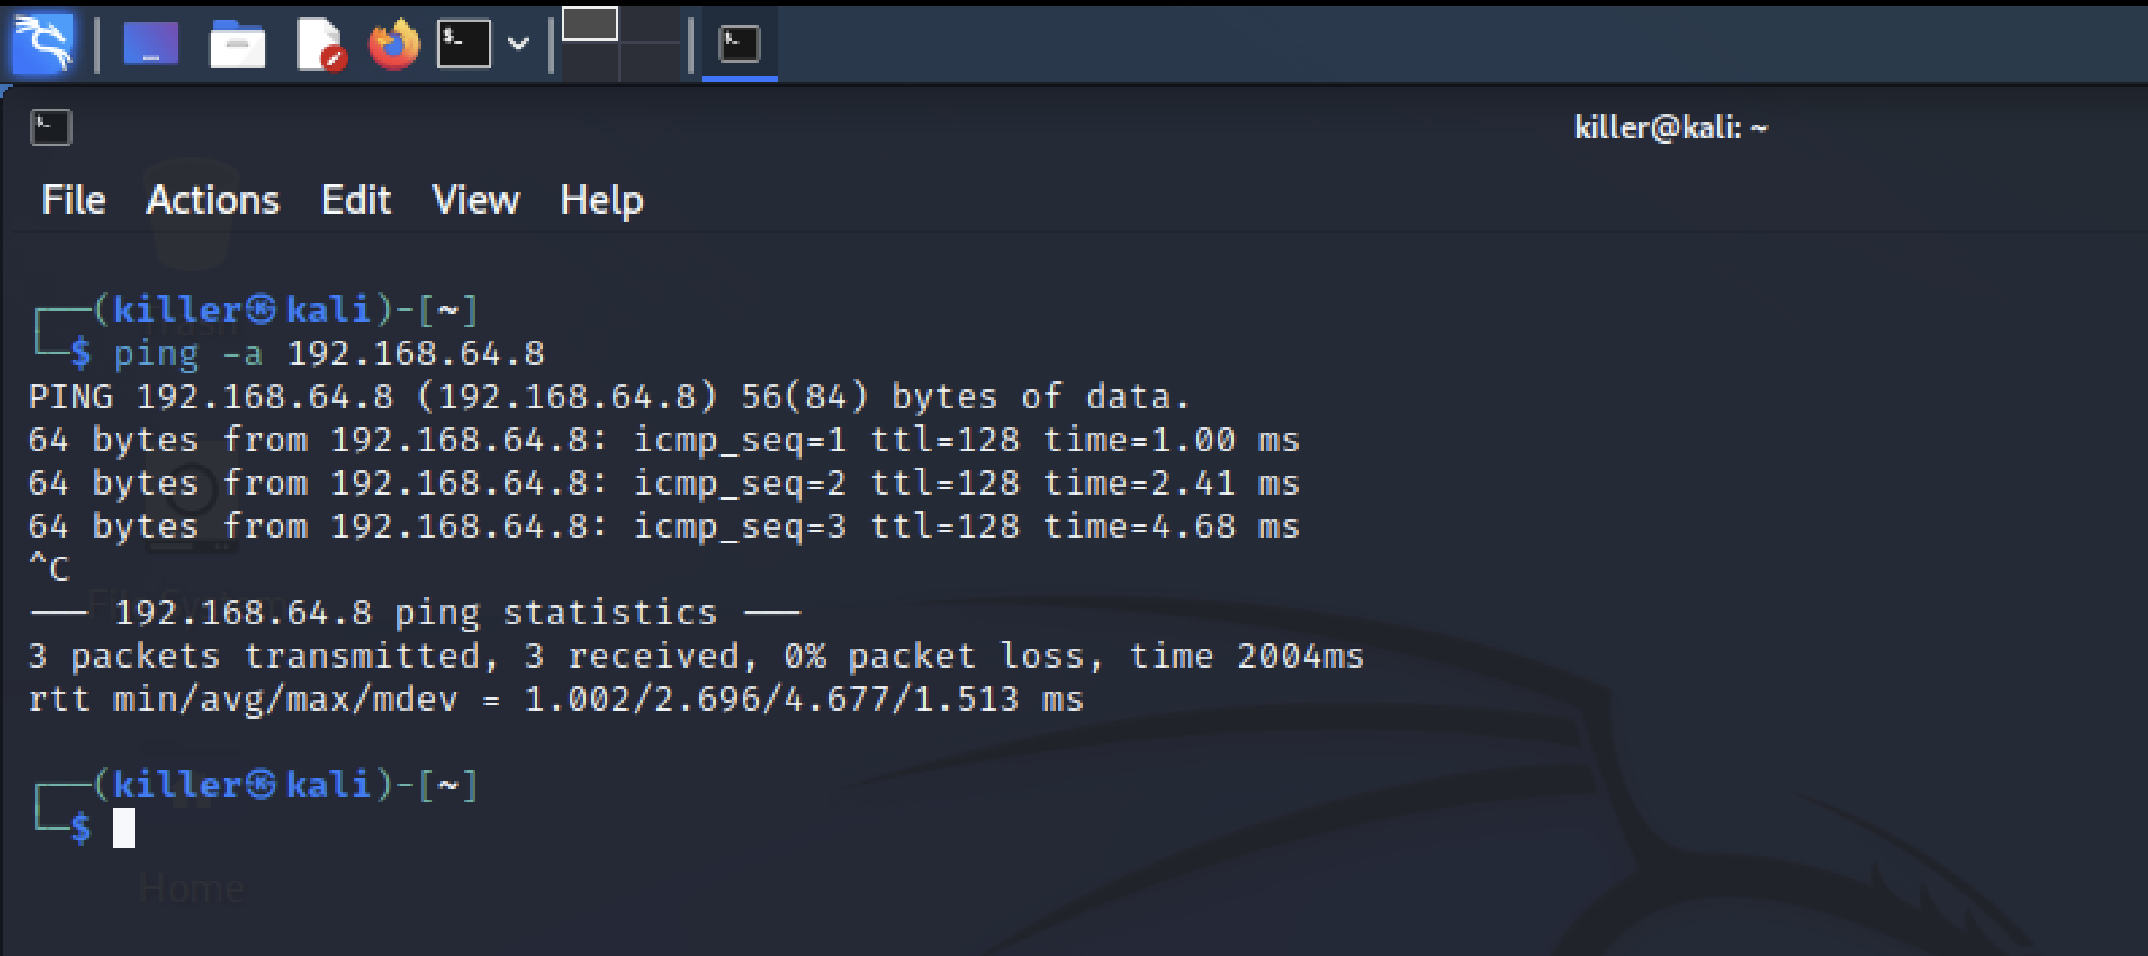 killer@kali: ~
File Actions Edit View Help
┌──(killer㉿kali)-[~]
└─$ ping -a 192.168.64.8
PING 192.168.64.8 (192.168.64.8) 56(84) bytes of data.
64 bytes from 192.168.64.8: icmp_seq=1 ttl=128 time=1.00 ms
64 bytes from 192.168.64.8: icmp_seq=2 ttl=128 time=2.41 ms
64 bytes from 192.168.64.8: icmp_seq=3 ttl=128 time=4.68 ms
^C
--- 192.168.64.8 ping statistics ---
3 packets transmitted, 3 received, 0% packet loss, time 2004ms
rtt min/avg/max/mdev = 1.002/2.696/4.677/1.513 ms
┌──(killer㉿kali)-[~]
└─$
Trash
File System
Home